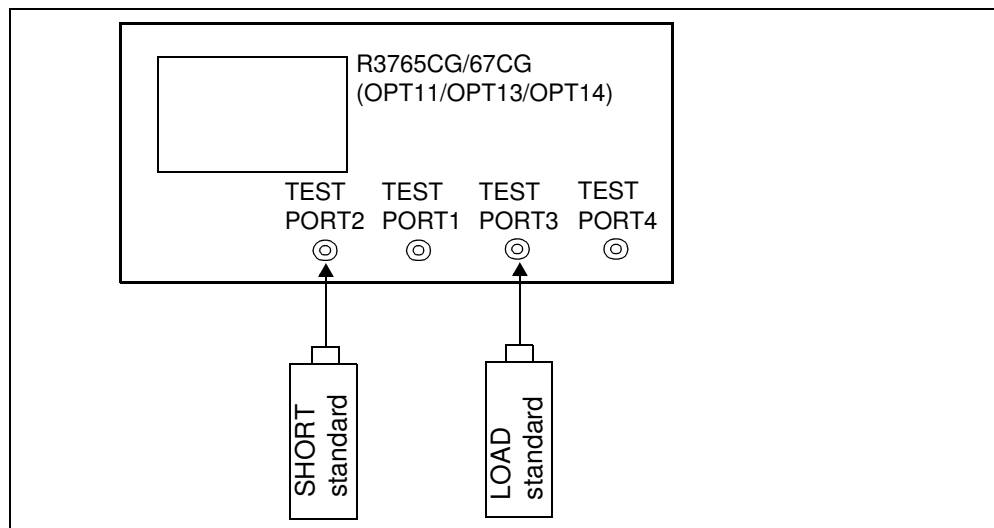 R3765CG/67CG
(OPT11/OPT13/OPT14)
TEST TEST TEST TEST
PORT2 PORT1 PORT3 PORT4
SHORT
standard
LOAD
standard